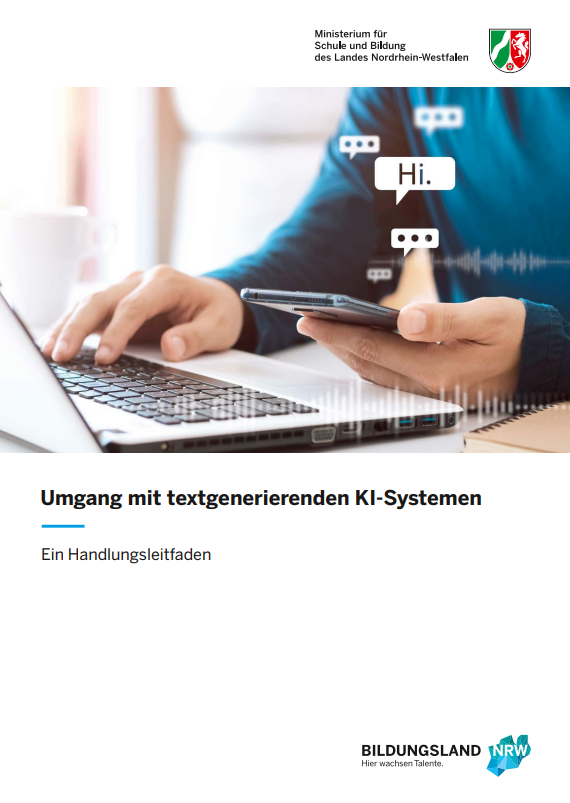 Ministerium für
Schule und Bildung
des Landes Nordrhein-Westfalen
Hi.
Umgang mit textgenerierenden KI-Systemen
Ein Handlungsleitfaden
BILDUNGSLAND NRW
Hier wachsen Talente.